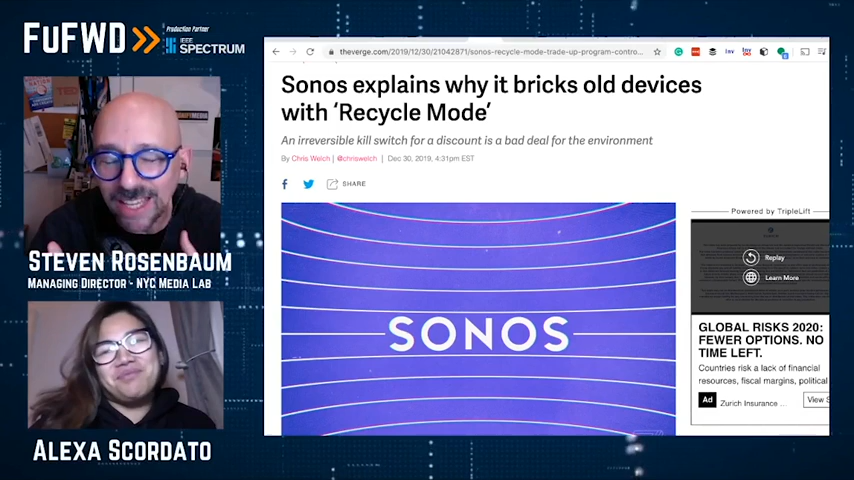 FUFWD
Production Partner
IEEE
SPECTRUM
theverge.com/2019/12/30/21042871/sonos-recycle-mode-trade-up-program-contro...
Sonos explains why it bricks old devices
with ‘Recycle Mode’
An irreversible kill switch for a discount is a bad deal for the environment
By Chris Welch | @chriswelch | Dec 30, 2019, 4:31pm EST
SHARE
SONOS
Powered by TripleLift
Replay
Learn More
GLOBAL RISKS 2020:
FEWER OPTIONS. NO
TIME LEFT.
Countries risk a lack of financial
resources, fiscal margins, political
Ad
Zurich Insurance ...
View S
STEVEN ROSENBAUM
MANAGING DIRECTOR - NYC MEDIA LAB
ALEXA SCORDATO